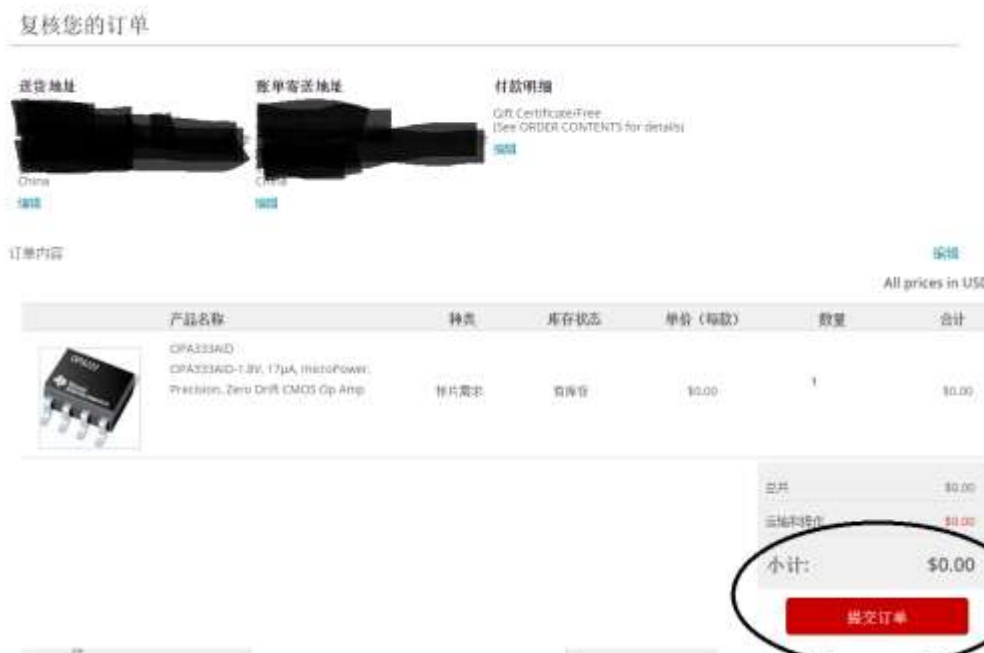 复核您的订单
送货地址
账单寄送地址
付款明细
Gift Certificate/Free
(See ORDER CONTENTS for details)
编辑
China
China
编辑
编辑
订单内容
编辑
All prices in USD
产品名称 种类 库存状态 单价（每款） 数量 合计
OPA333AID
OPA333AID-1.8V, 17µA, microPower,
Precision, Zero Drift CMOS Op Amp
样片需求 有库存 $0.00 1 $0.00
总共 $0.00
运输和操作 $0.00
小计: $0.00
提交订单